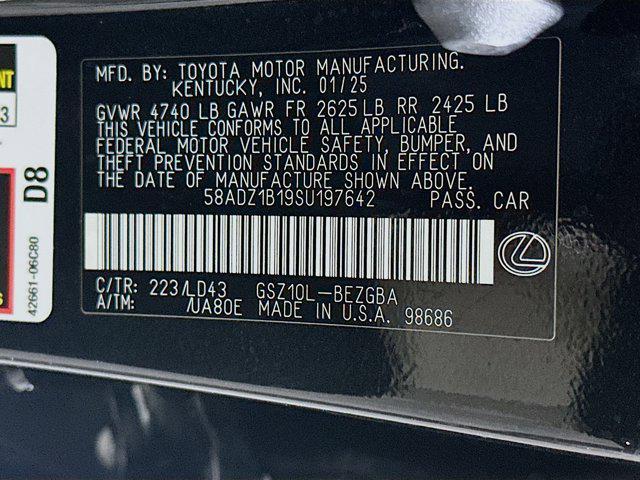 MFD. BY: TOYOTA MOTOR MANUFACTURING.
KENTUCKY, INC. 01/25
GVWR 4740 LB GAWR FR 2625 LB RR 2425 LB
THIS VEHICLE CONFORMS TO ALL APPLICABLE
FEDERAL MOTOR VEHICLE SAFETY, BUMPER, AND
THEFT PREVENTION STANDARDS IN EFFECT ON
THE DATE OF MANUFACTURE SHOWN ABOVE.
58ADZ1B19SU197642 PASS. CAR
C/TR: 223/LD43 GSZ10L-BEZGBA
A/TM: /UA80E MADE IN U.S.A. 98686
D8
42661-06C80